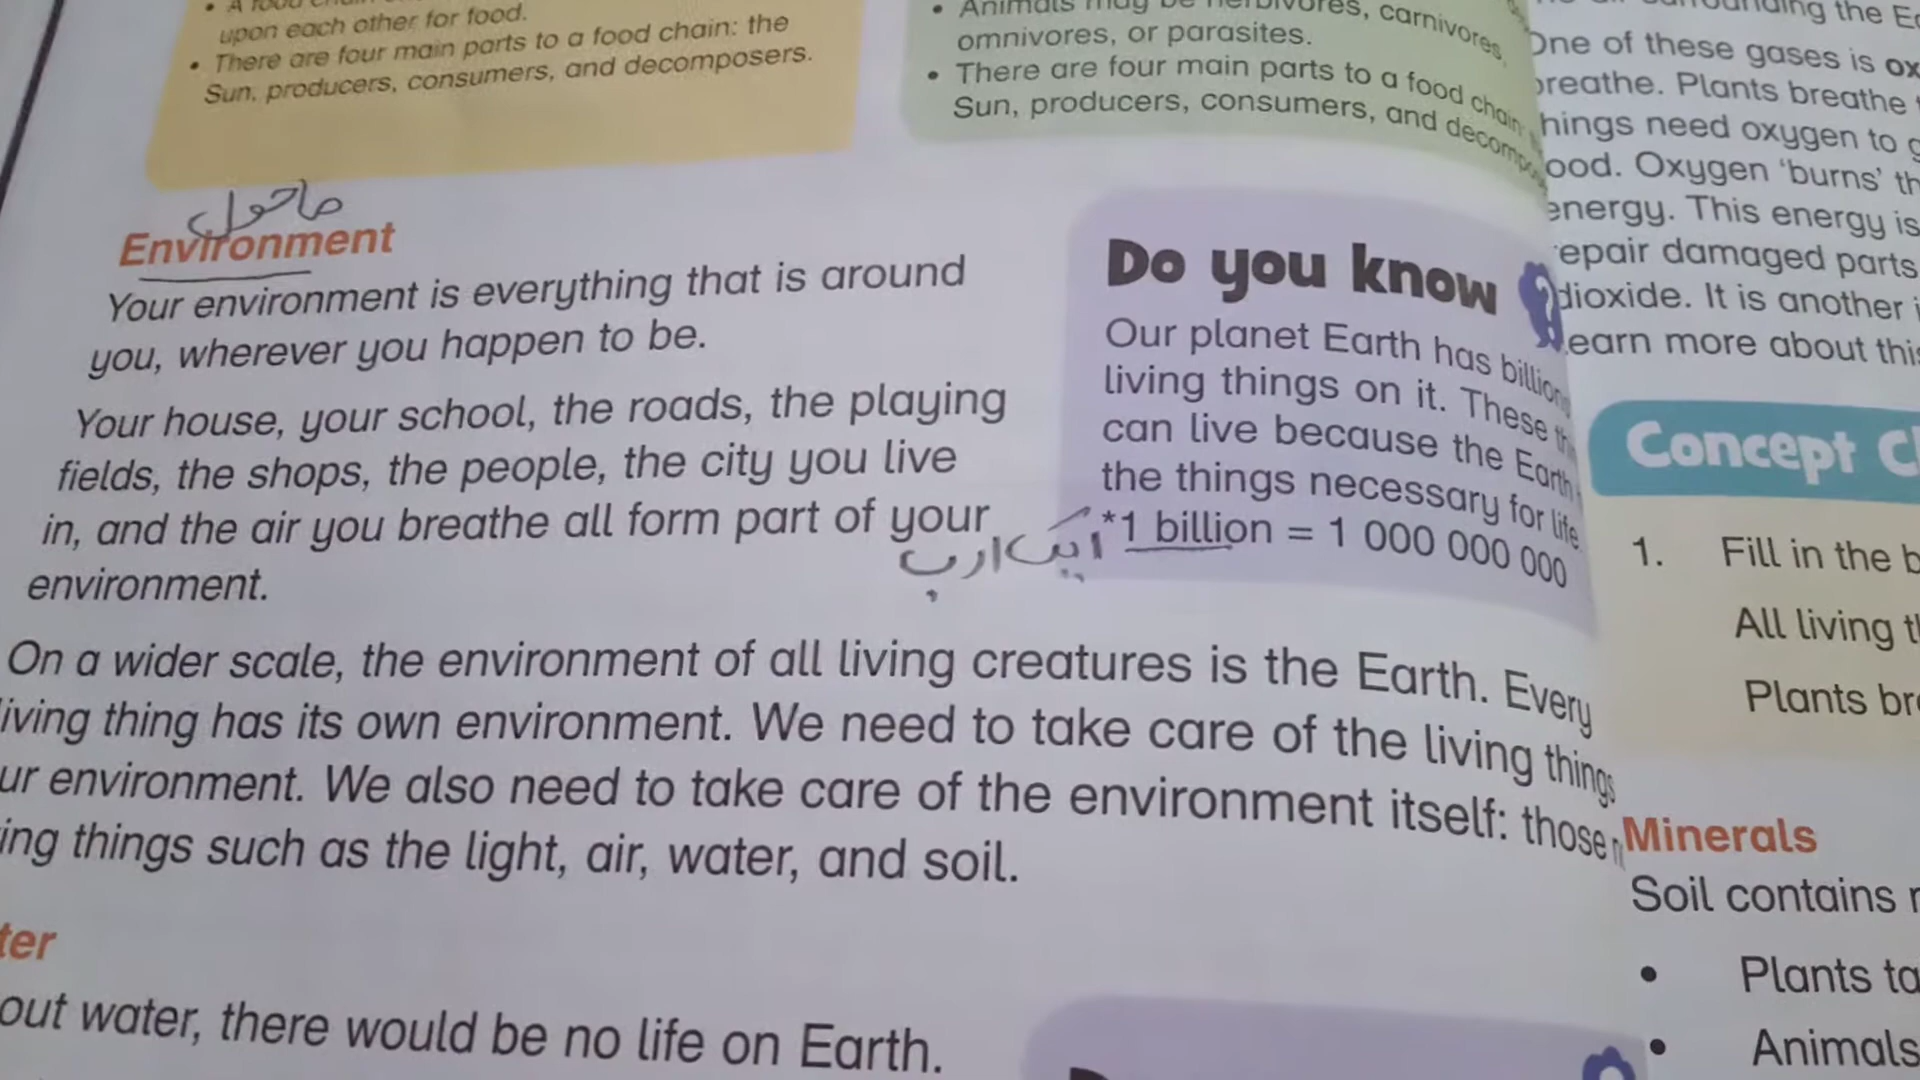 upon each other for food.
• There are four main parts to a food chain: the
Sun, producers, consumers, and decomposers.
• Animals may be herbivores, carnivores,
omnivores, or parasites.
• There are four main parts to a food chain:
Sun, producers, consumers, and
ماحول
Environment
Your environment is everything that is around
you, wherever you happen to be.
Your house, your school, the roads, the playing
fields, the shops, the people, the city you live
in, and the air you breathe all form part of your
environment.
Do you know
?
Our planet Earth has
living things on it. These
can live because the Earth
the things necessary for life.
*1 billion = 1 000 000 000
ایک ارب
On a wider scale, the environment of all living creatures is the Earth. Every
living thing has its own environment. We need to take care of the living things
environment. We also need to take care of the environment itself: those
things such as the light, air, water, and soil.
water, there would be no life on Earth.
surrounding the
One of these gases is
breathe. Plants breathe
things need oxygen to
Oxygen ‘burns’
energy. This energy is
repair damaged parts
dioxide. It is another
Learn more about this
Concept
1. Fill in the
All living
Plants
Minerals
Soil contains
• Plants
• Animals